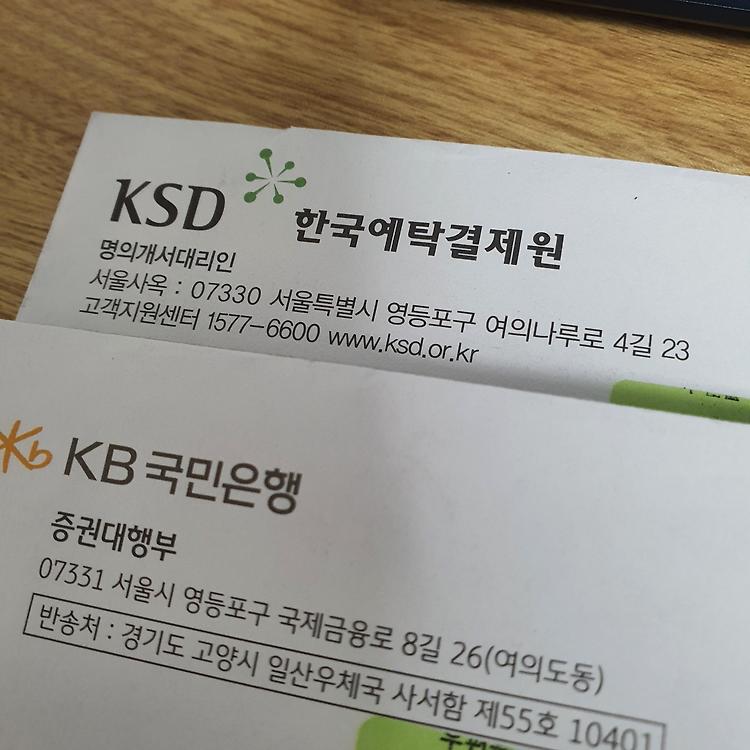 KSD 한국예탁결제원
명의개서대리인
서울사옥 : 07330 서울특별시 영등포구 여의나루로 4길 23
고객지원센터 1577-6600 www.ksd.or.kr
Kb KB국민은행
증권대행부
07331 서울시 영등포구 국제금융로 8길 26(여의도동)
반송처 : 경기도 고양시 일산우체국 사서함 제55호 10401